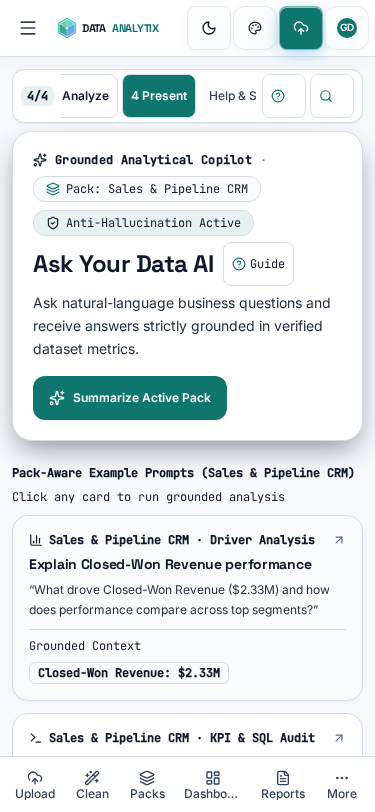 DATA ANALYTIX
GD
4/4 Analyze 4 Present Help & S
Grounded Analytical Copilot ·
Pack: Sales & Pipeline CRM
Anti-Hallucination Active
Ask Your Data AI Guide
Ask natural-language business questions and
receive answers strictly grounded in verified
dataset metrics.
Summarize Active Pack
Pack-Aware Example Prompts (Sales & Pipeline CRM)
Click any card to run grounded analysis
Sales & Pipeline CRM · Driver Analysis
Explain Closed-Won Revenue performance
“What drove Closed-Won Revenue ($2.33M) and how
does performance compare across top segments?”
Grounded Context
Closed-Won Revenue: $2.33M
Sales & Pipeline CRM · KPI & SQL Audit
Upload Clean Packs Dashbo... Reports More